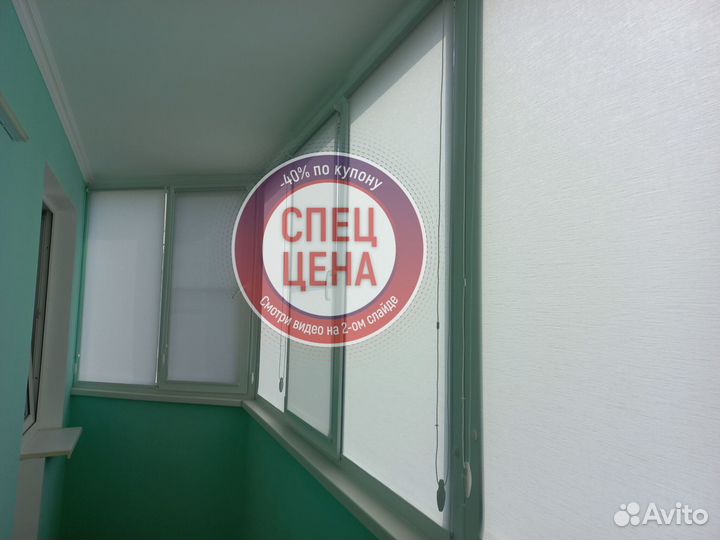 -40% по купону
СПЕЦ
ЦЕНА
Смотри видео на 2-ом слайде
Avito